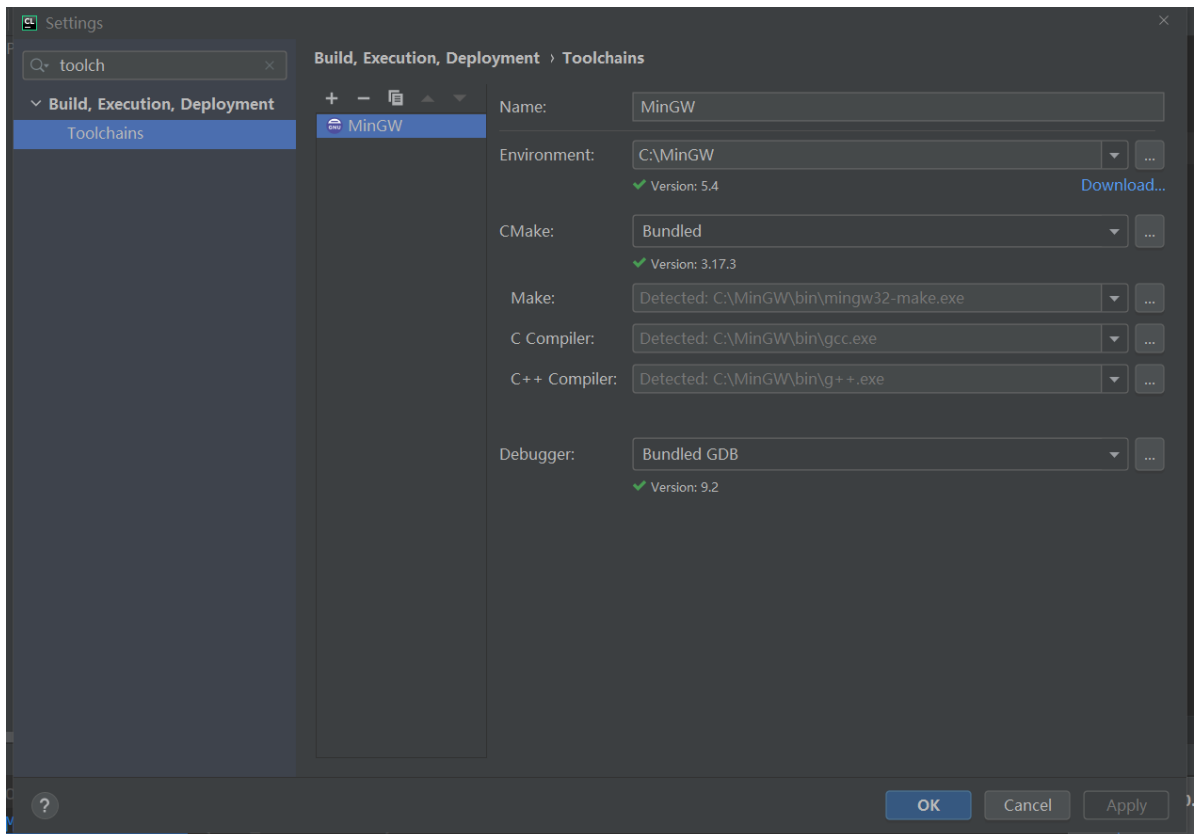 CL Settings
toolch
Build, Execution, Deployment
Toolchains
Build, Execution, Deployment › Toolchains
MinGW
Name: MinGW
Environment: C:\MinGW ...
Version: 5.4 Download...
CMake: Bundled ...
Version: 3.17.3
Make: Detected: C:\MinGW\bin\mingw32-make.exe ...
C Compiler: Detected: C:\MinGW\bin\gcc.exe ...
C++ Compiler: Detected: C:\MinGW\bin\g++.exe ...
Debugger: Bundled GDB ...
Version: 9.2
? OK Cancel Apply